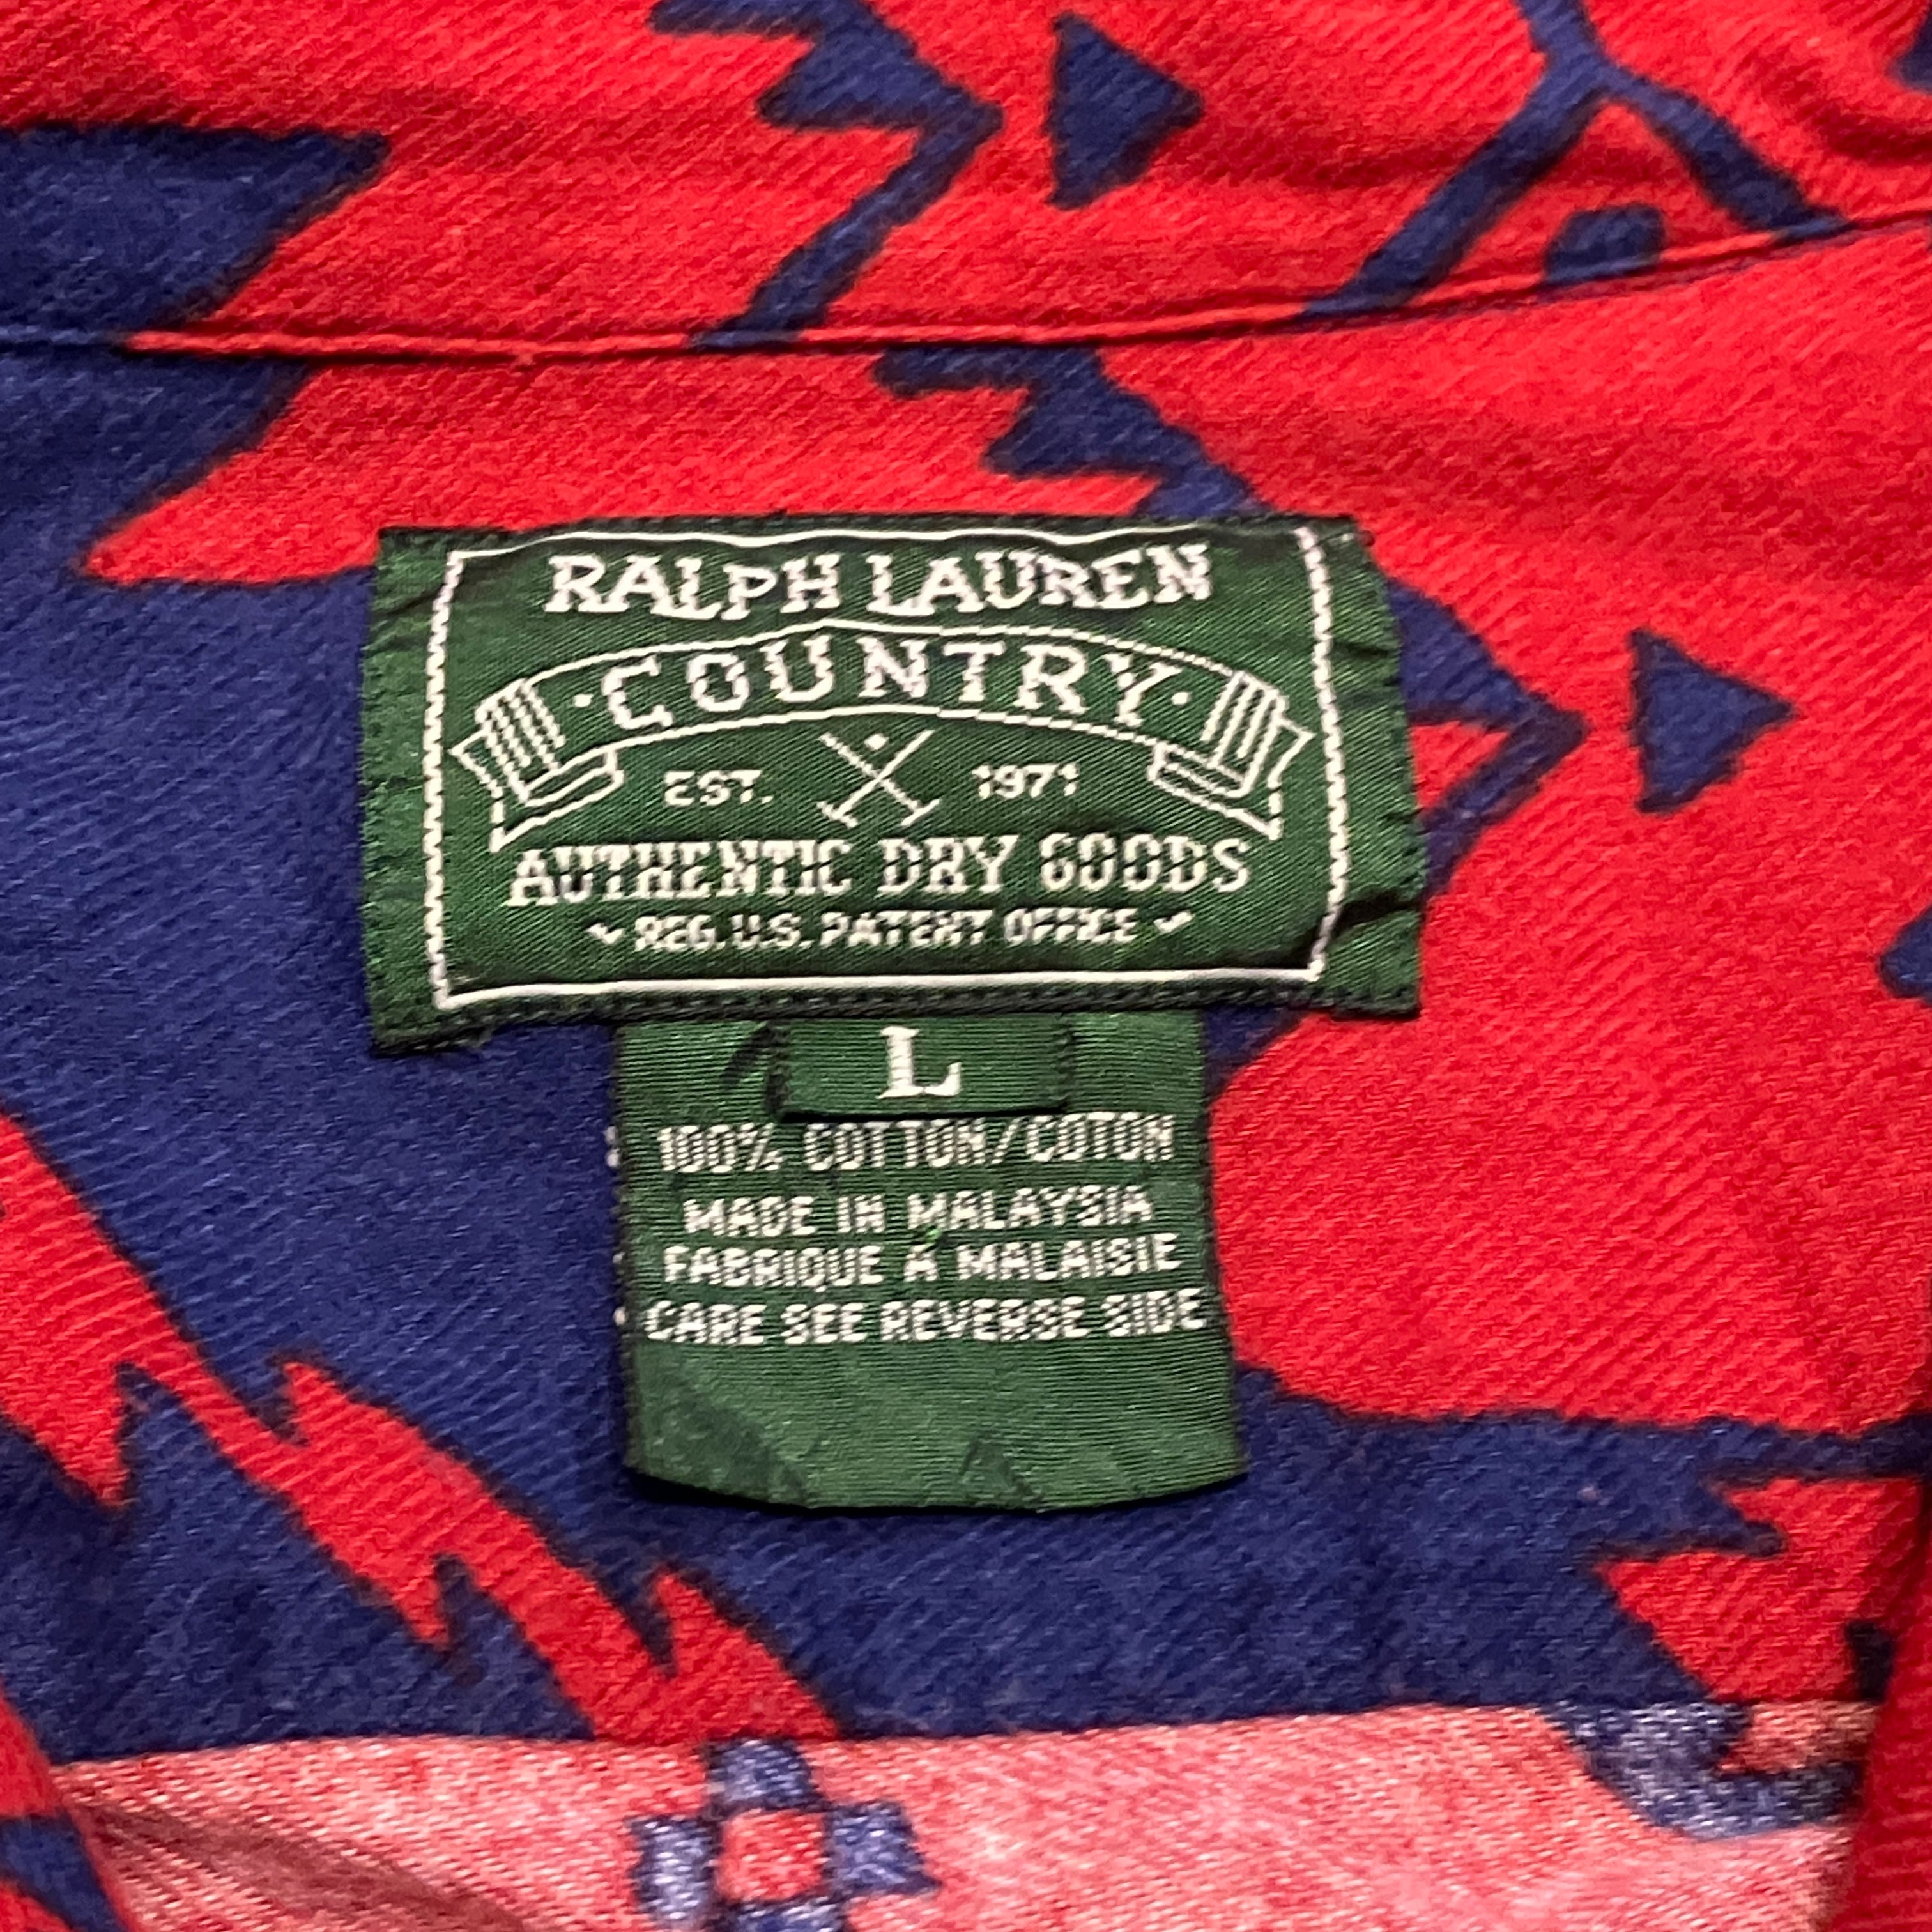 RALPH LAUREN
·COUNTRY·
EST. 1971
AUTHENTIC DRY GOODS
REG. U.S. PATENT OFFICE
L
100% COTTON/COTON
MADE IN MALAYSIA
FABRIQUE A MALAISIE
CARE SEE REVERSE SIDE